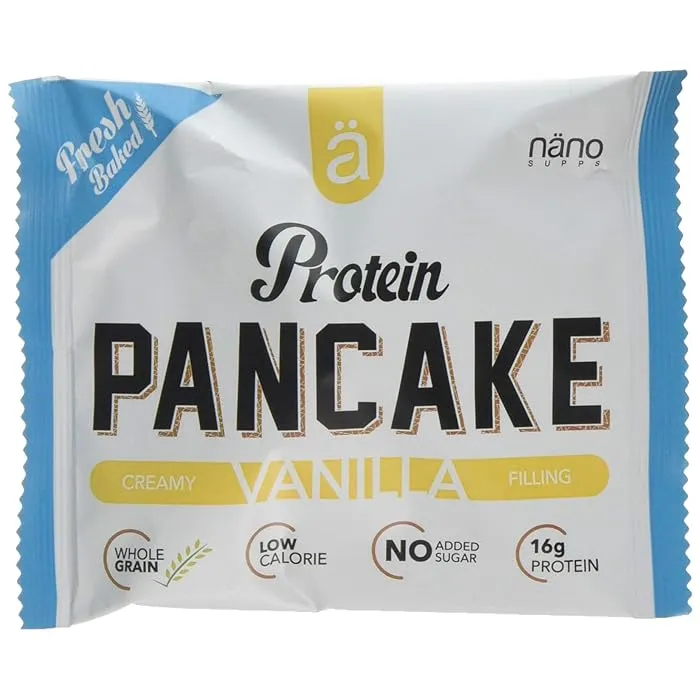 Fresh
Baked
ä
näno
SUPPS
Protein
PANCAKE
CREAMY VANILLA FILLING
WHOLE
GRAIN
LOW
CALORIE
NO ADDED
SUGAR
16g
PROTEIN